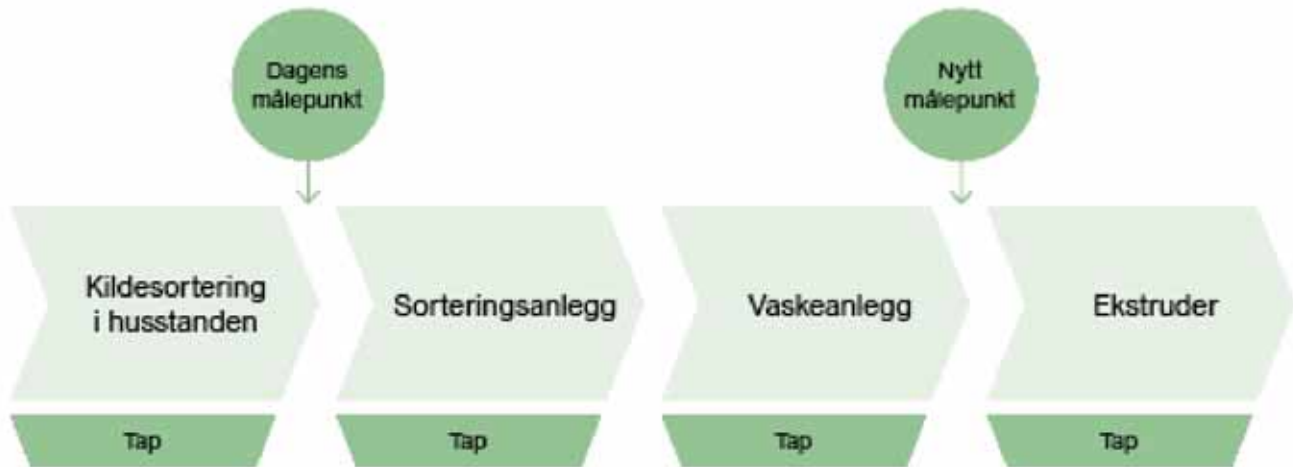 Dagens
målepunkt
Nytt
målepunkt
Kildesortering
i husstanden
Sorteringsanlegg
Vaskeanlegg
Ekstruder
Tap
Tap
Tap
Tap